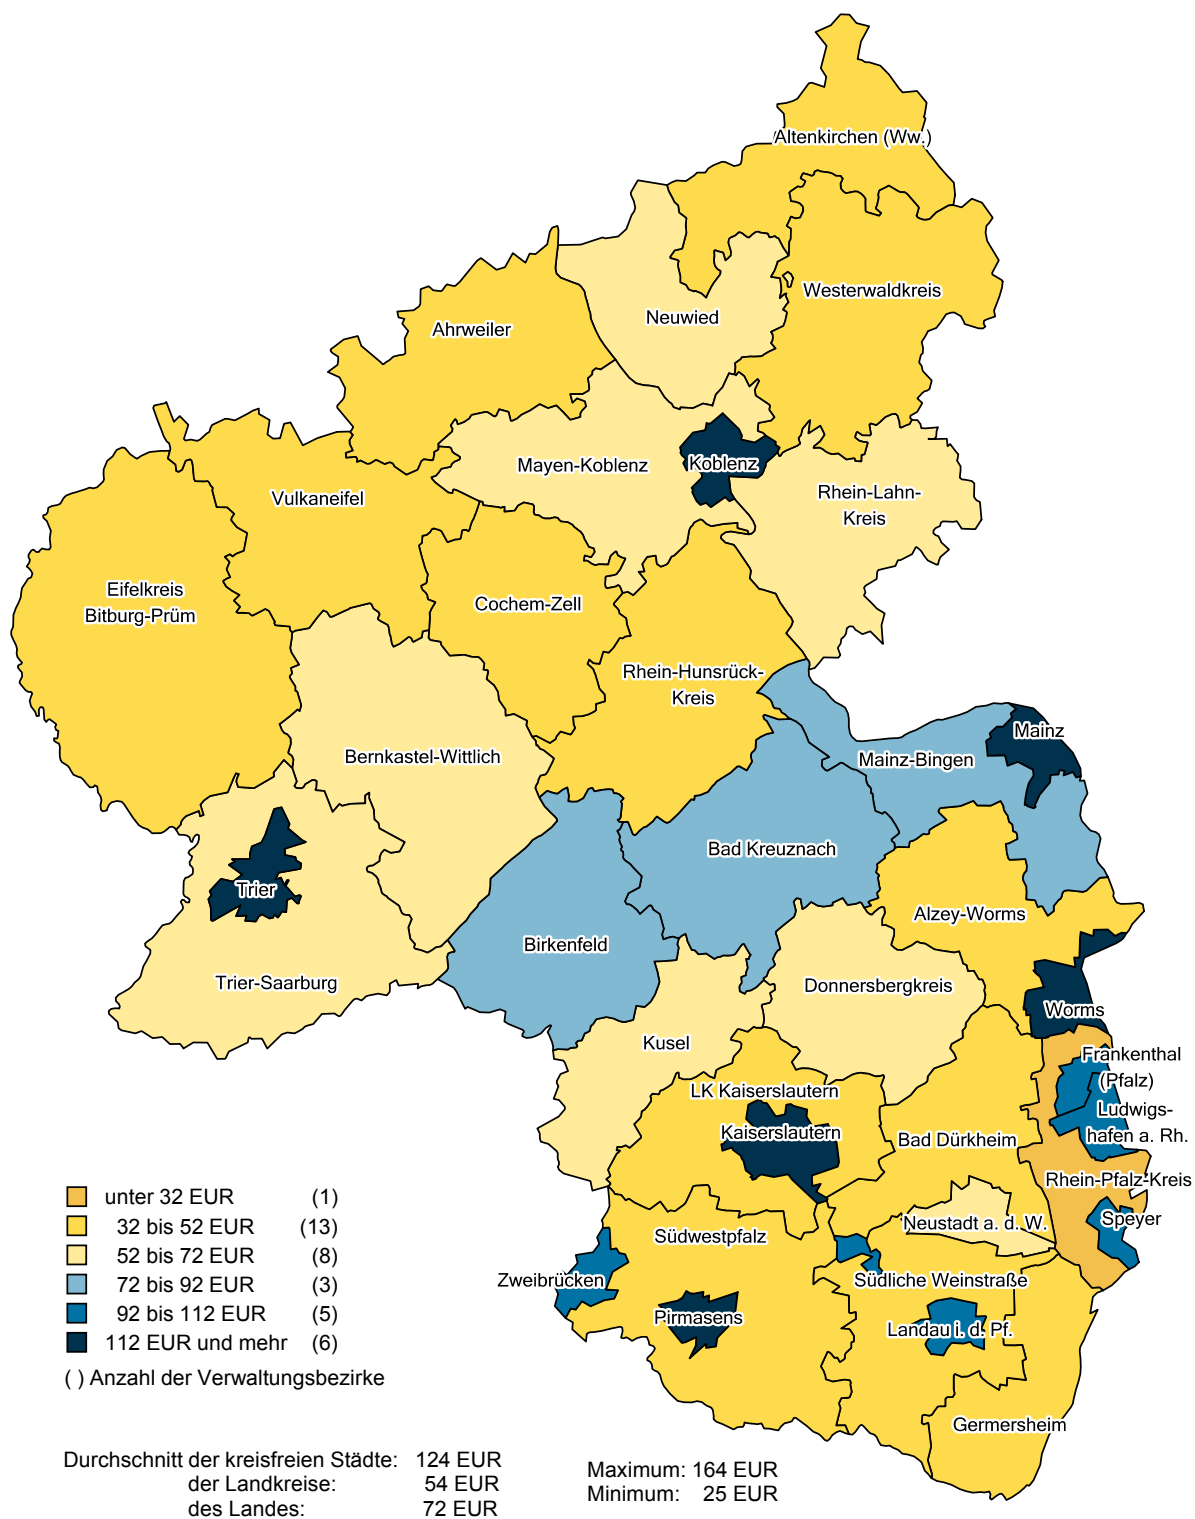 Altenkirchen (Ww.)
Westerwaldkreis
Neuwied
Ahrweiler
Mayen-Koblenz
Koblenz
Rhein-Lahn-
Kreis
Vulkaneifel
Eifelkreis
Bitburg-Prüm
Cochem-Zell
Rhein-Hunsrück-
Kreis
Mainz
Mainz-Bingen
Bernkastel-Wittlich
Bad Kreuznach
Trier
Alzey-Worms
Birkenfeld
Trier-Saarburg
Donnersbergkreis
Worms
Kusel
Frankenthal
(Pfalz)
LK Kaiserslautern
Ludwigs-
hafen a. Rh.
Kaiserslautern
Bad Dürkheim
Rhein-Pfalz-Kreis
Speyer
Neustadt a. d. W.
Südwestpfalz
Zweibrücken
Südliche Weinstraße
Pirmasens
Landau i. d. Pf.
Germersheim
unter 32 EUR (1)
32 bis 52 EUR (13)
52 bis 72 EUR (8)
72 bis 92 EUR (3)
92 bis 112 EUR (5)
112 EUR und mehr (6)
( ) Anzahl der Verwaltungsbezirke
Durchschnitt der kreisfreien Städte: 124 EUR
der Landkreise: 54 EUR
des Landes: 72 EUR
Maximum: 164 EUR
Minimum: 25 EUR